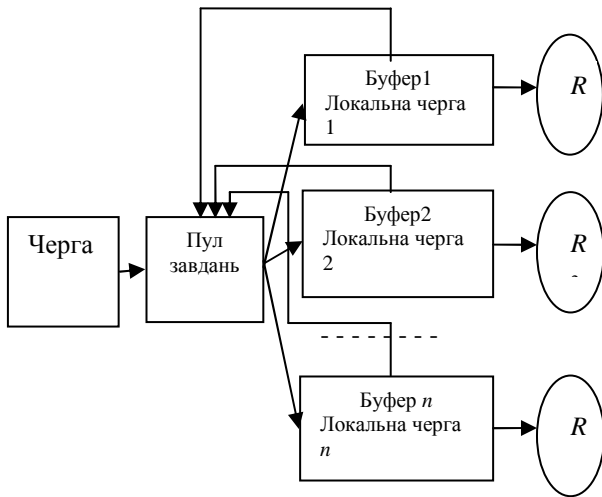 Буфер1
Локальна черга
1
R
Буфер2
Локальна черга
2
R
Черга
Пул
завдань
Буфер n
Локальна черга
n
R